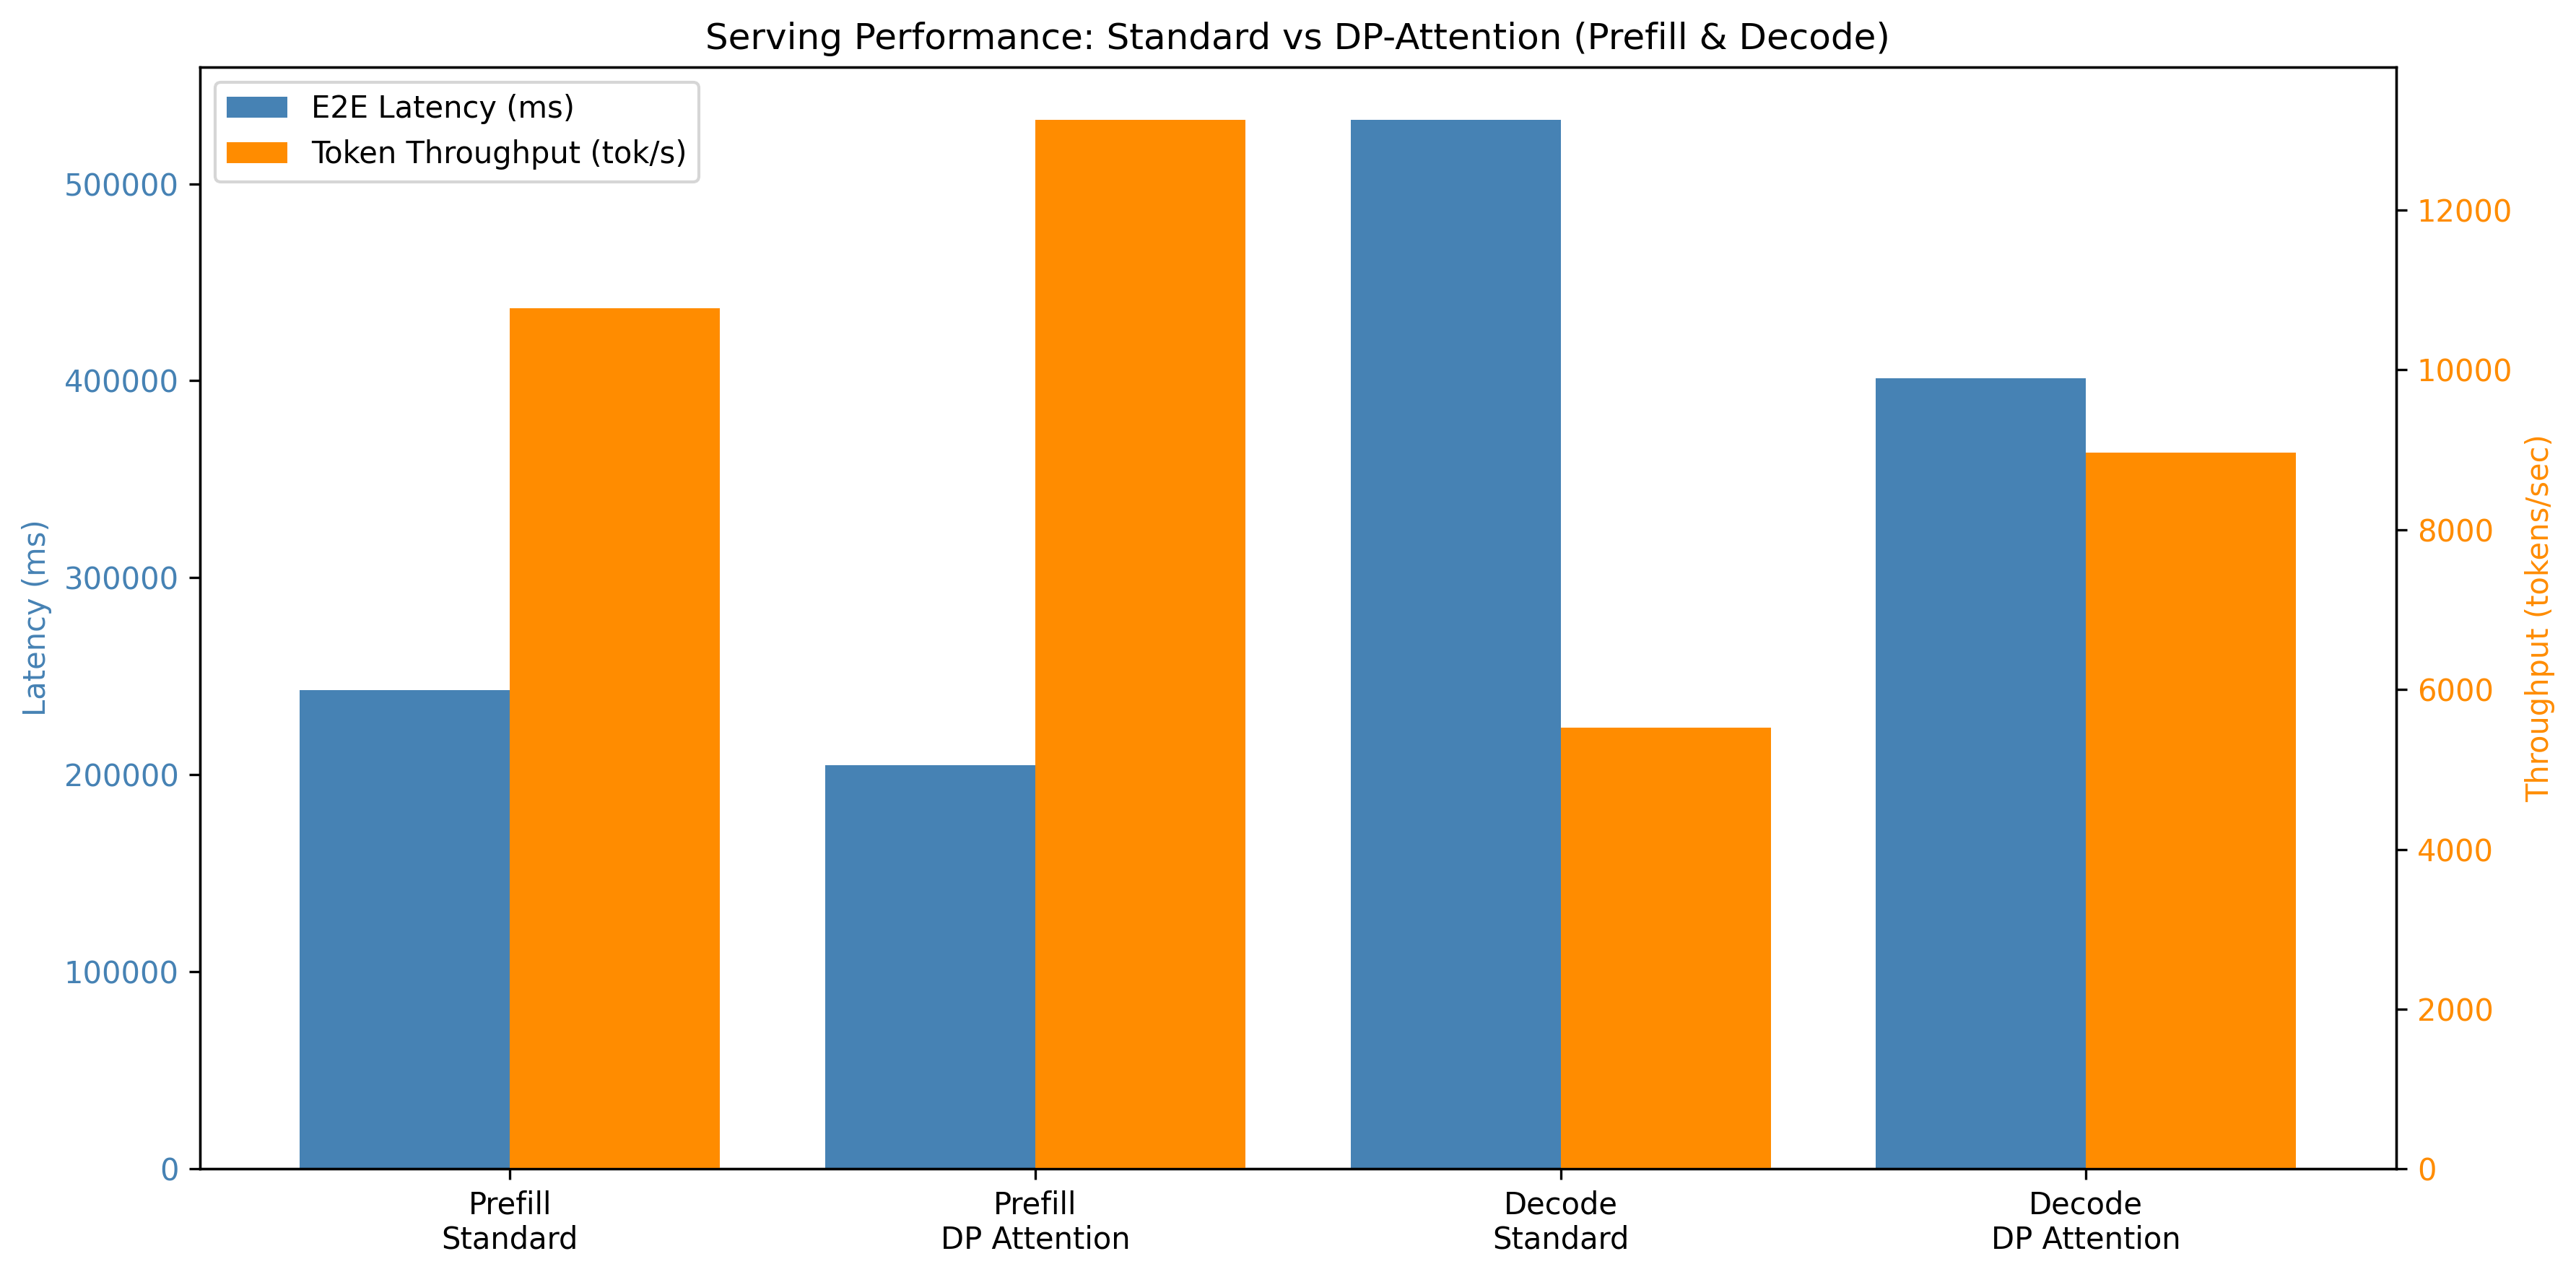 Serving Performance: Standard vs DP-Attention (Prefill & Decode)
E2E Latency (ms)
Token Throughput (tok/s)
Latency (ms)
500000
400000
300000
200000
100000
0
12000
10000
8000
6000
4000
2000
0
Throughput (tokens/sec)
Prefill
Standard
Prefill
DP Attention
Decode
Standard
Decode
DP Attention